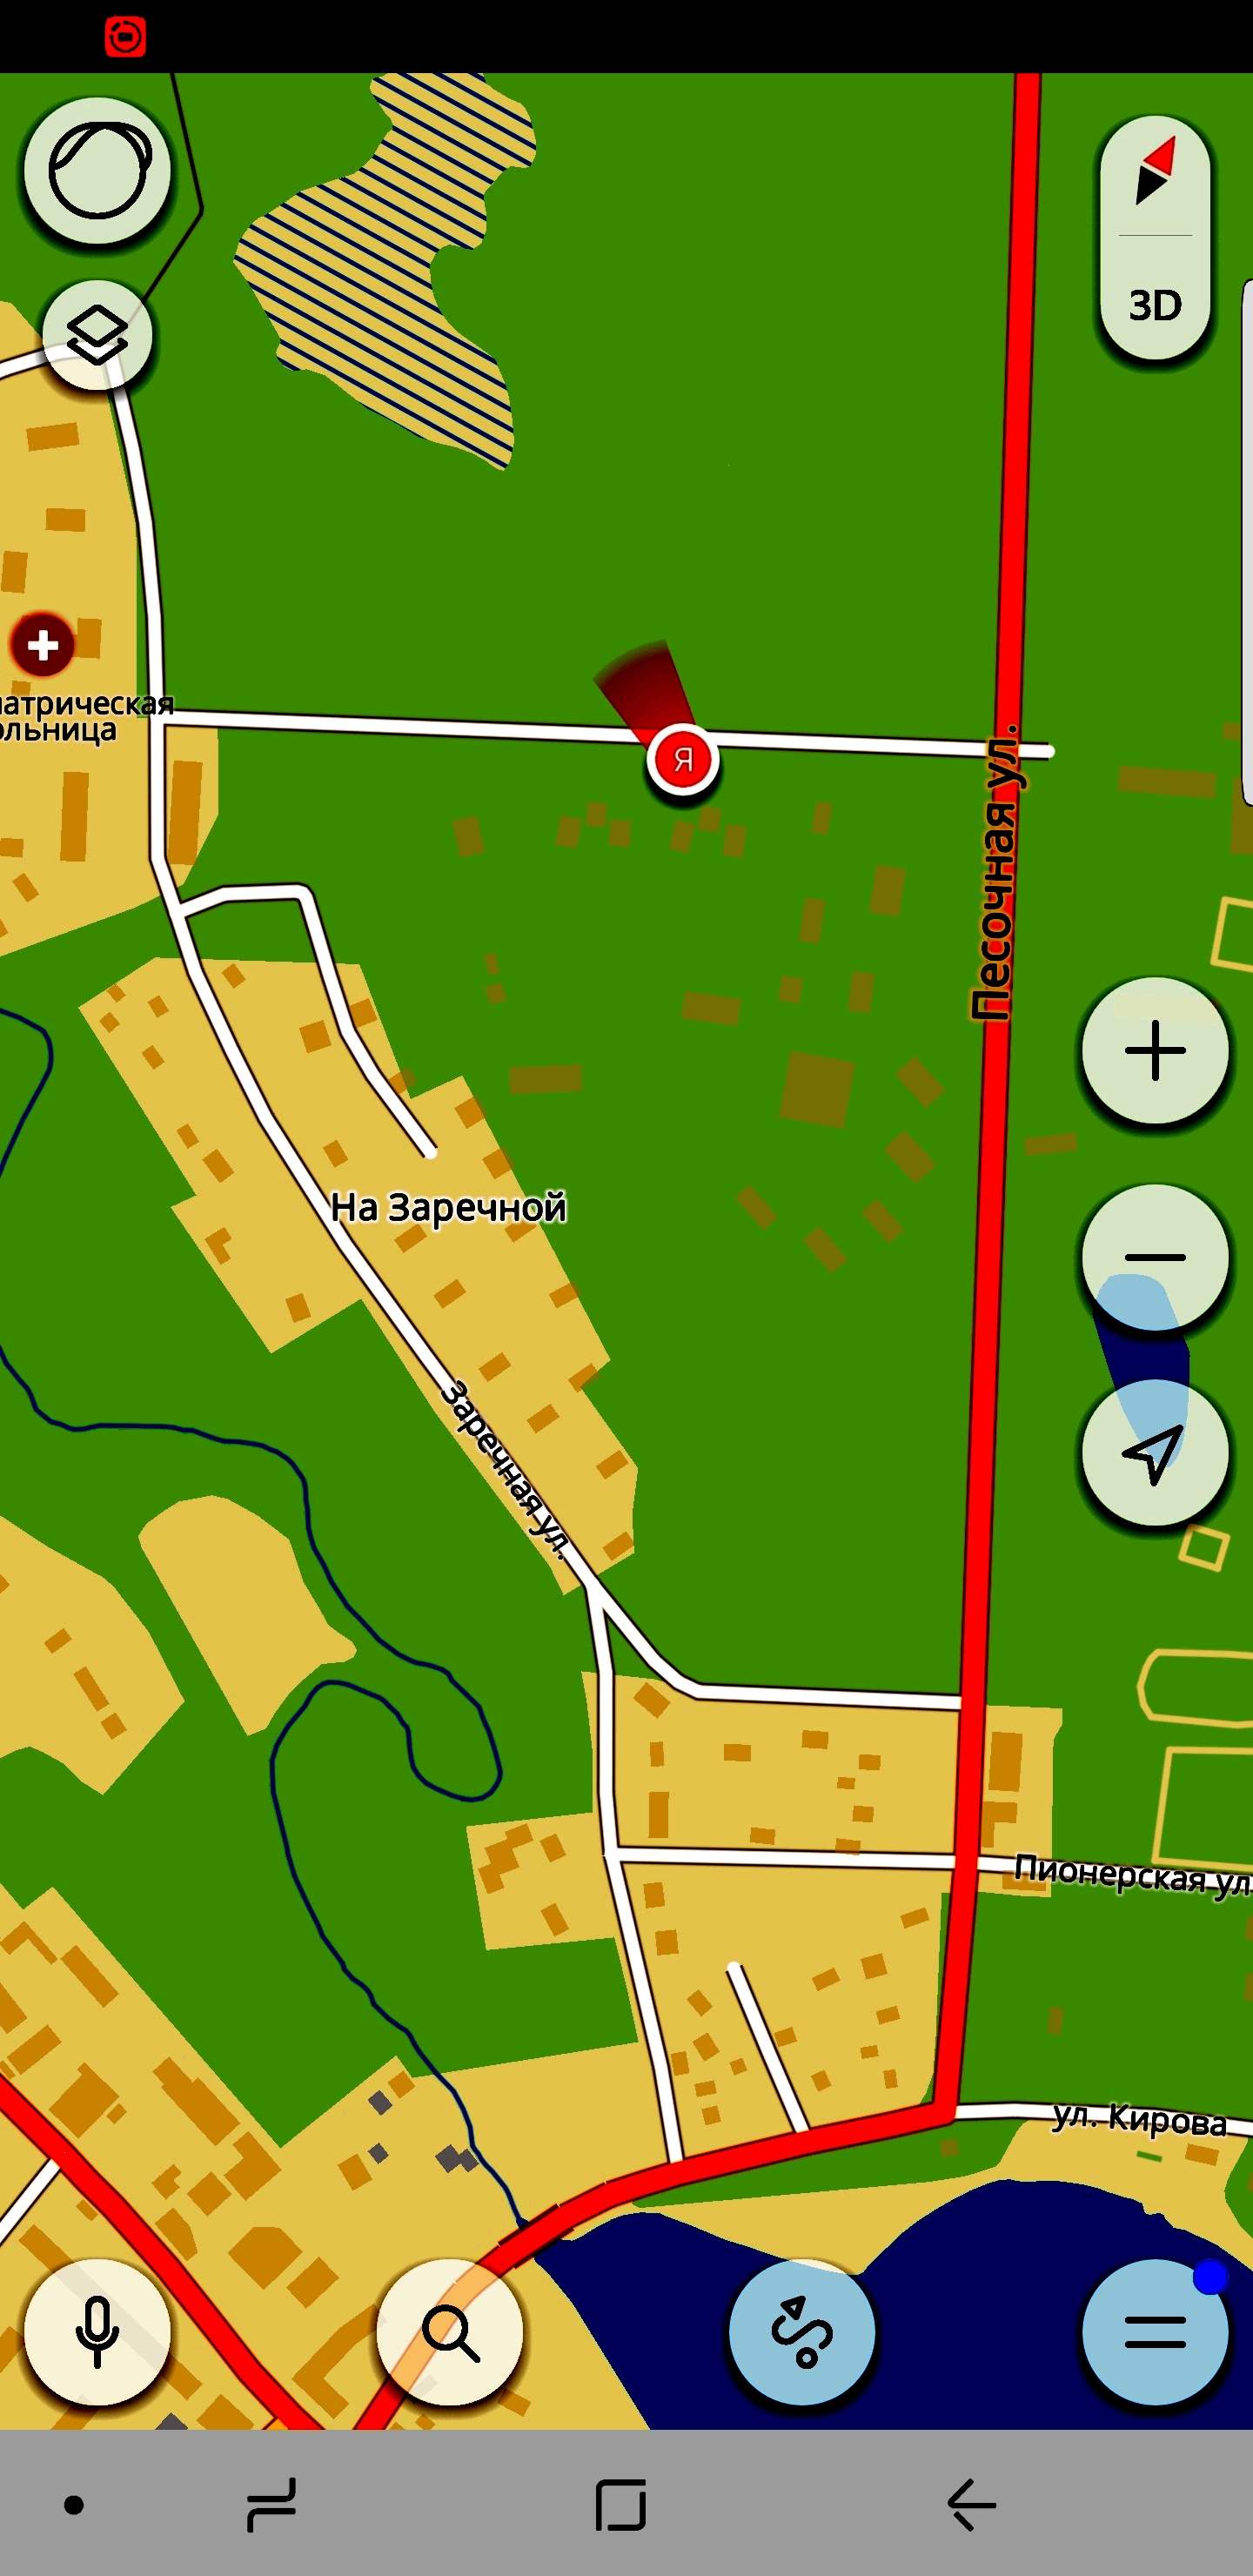 3D
атрическая
ольница
Я
Песочная ул.
На Заречной
Заречная ул.
Пионерская ул
ул. Кирова